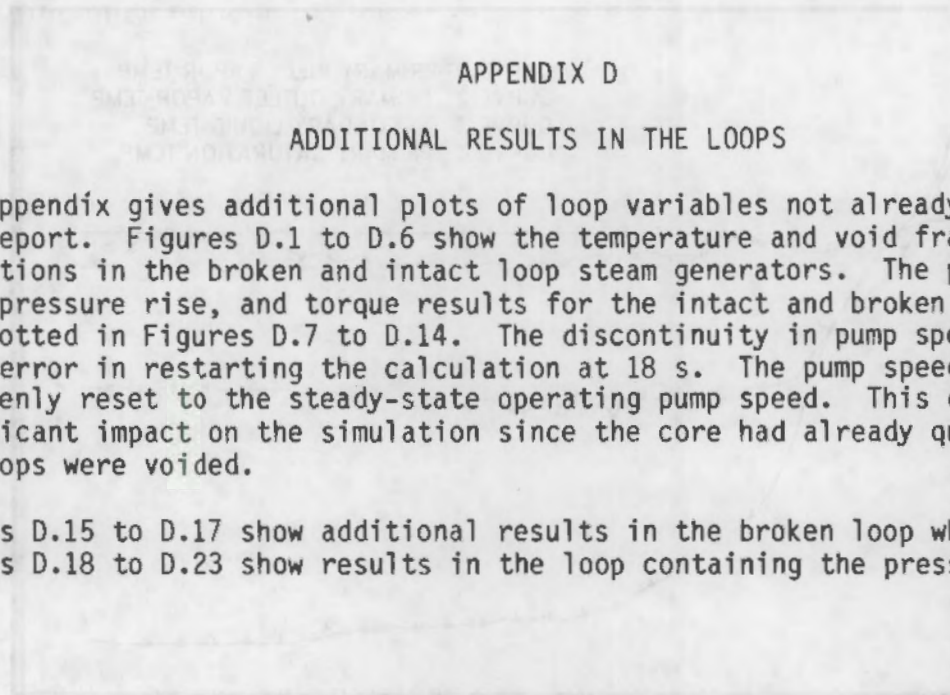 APPENDIX D
ADDITIONAL RESULTS IN THE LOOPS
ppendix gives additional plots of loop variables not already
eport. Figures D.1 to D.6 show the temperature and void fra
tions in the broken and intact loop steam generators. The
pressure rise, and torque results for the intact and broken
otted in Figures D.7 to D.14. The discontinuity in pump spe
error in restarting the calculation at 18 s. The pump speed
enly reset to the steady-state operating pump speed. This
icant impact on the simulation since the core had already qu
ops were voided.
s D.15 to D.17 show additional results in the broken loop wh
s D.18 to D.23 show results in the loop containing the press